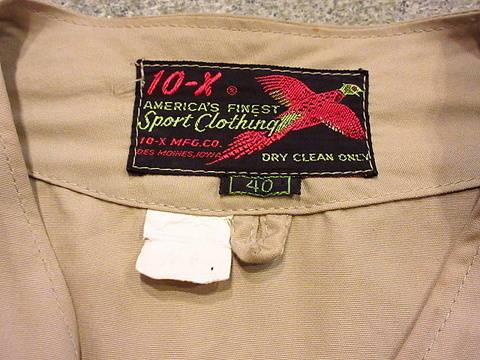 10-X ®
AMERICA'S FINEST
Sport Clothing
10-X MFG. CO.
DES MOINES, IOWA
DRY CLEAN ONLY
40